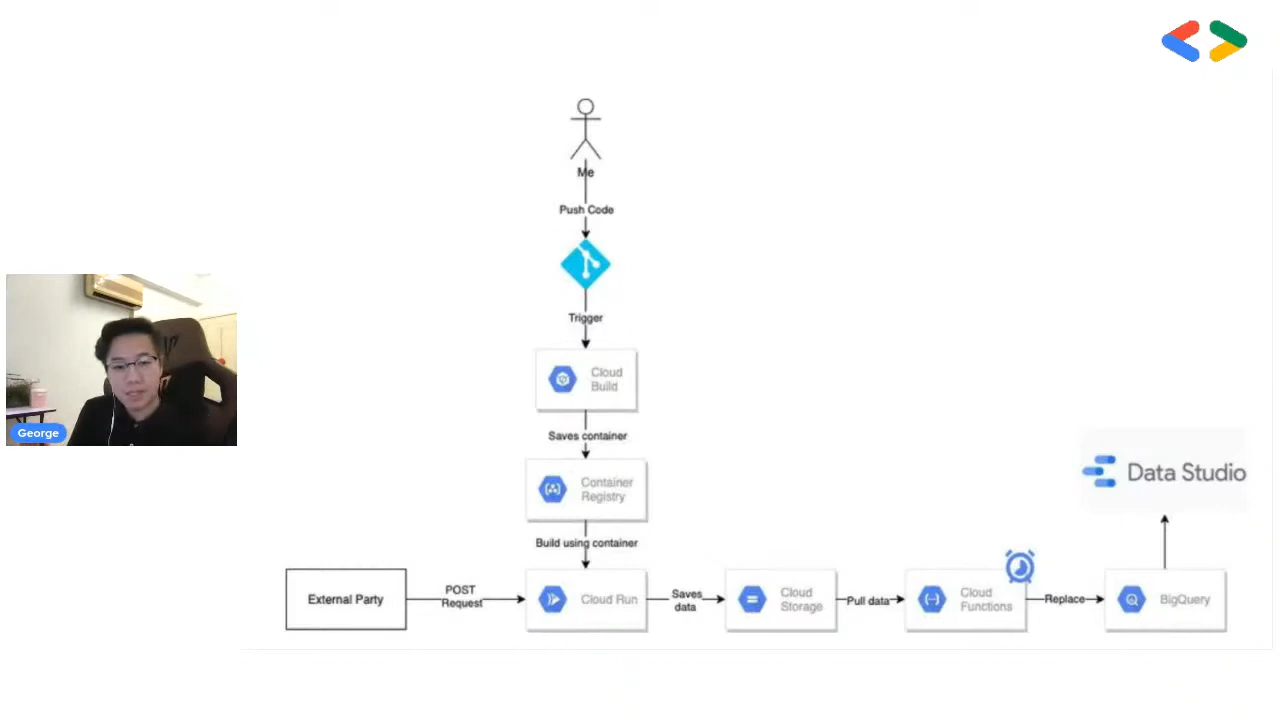 Me
Push Code
Trigger
Cloud
Build
Saves container
Container
Registry
Build using container
External Party
POST
Request
Cloud Run
Saves
data
Cloud
Storage
Pull data
Cloud
Functions
Replace
BigQuery
Data Studio
George